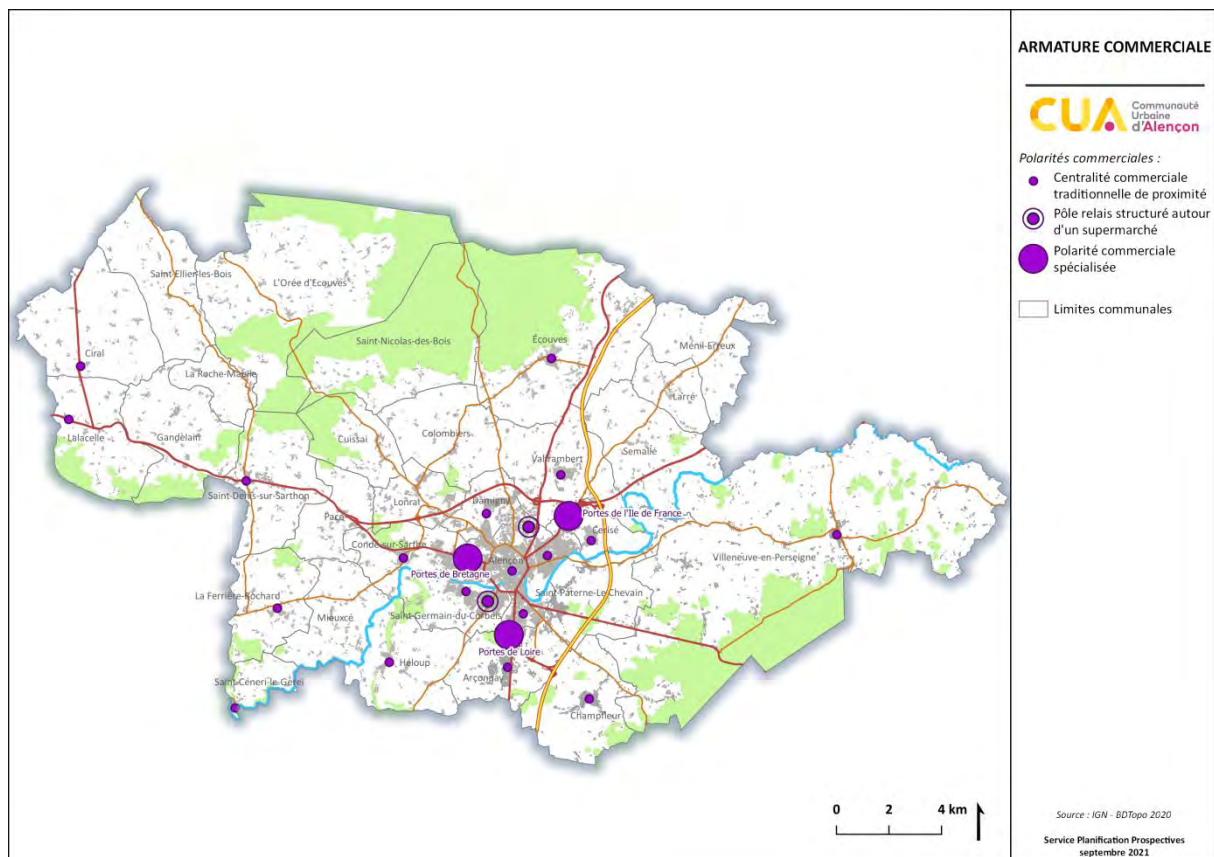 ARMATURE COMMERCIALE
CUA
Communauté
Urbaine
d'Alençon
Polarités commerciales :
Centralité commerciale
traditionnelle de proximité
Pôle relais structuré autour
d'un supermarché
Polarité commerciale
spécialisée
Limites communales
Saint-Ellier-les-Bois
L'Orée d'Ecouves
Saint-Nicolas-des-Bois
Écouves
Ménil-Erreux
Ciral
La Roche-Mabile
Larré
Lalacelle
Gandelain
Cuissai
Colombiers
Semallé
Valframbert
Saint-Denis-sur-Sarthon
Lonrai
Damigny
Pacé
Portes de l'Ile de France
Cerisé
Condé-sur-Sarthe
Alençon
Villeneuve-en-Perseigne
Portes de Bretagne
La Ferrière-Bochard
Saint-Paterne-Le Chevain
Mieuxcé
Saint-Germain-du-Corbéis
Portes de Loire
Héloup
Arçonnay
Saint-Céneri-le-Gérei
Champfleur
0 2 4 km
Source : IGN - BDTopo 2020
Service Planification Prospectives
septembre 2021